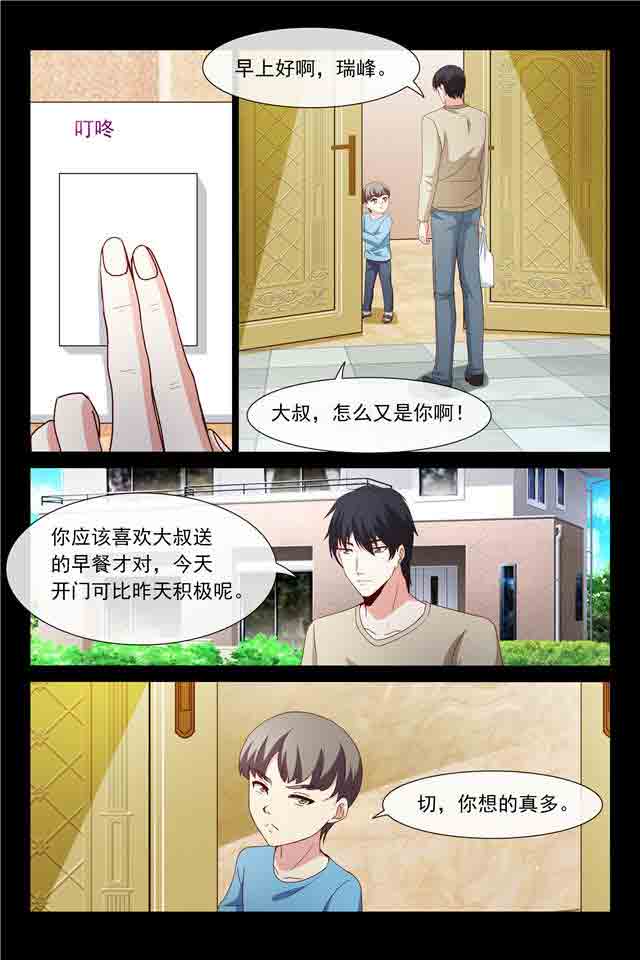 叮咚
早上好啊，瑞峰。
大叔，怎么又是你啊！
你应该喜欢大叔送
的早餐才对，今天
开门可比昨天积极呢。
切，你想的真多。